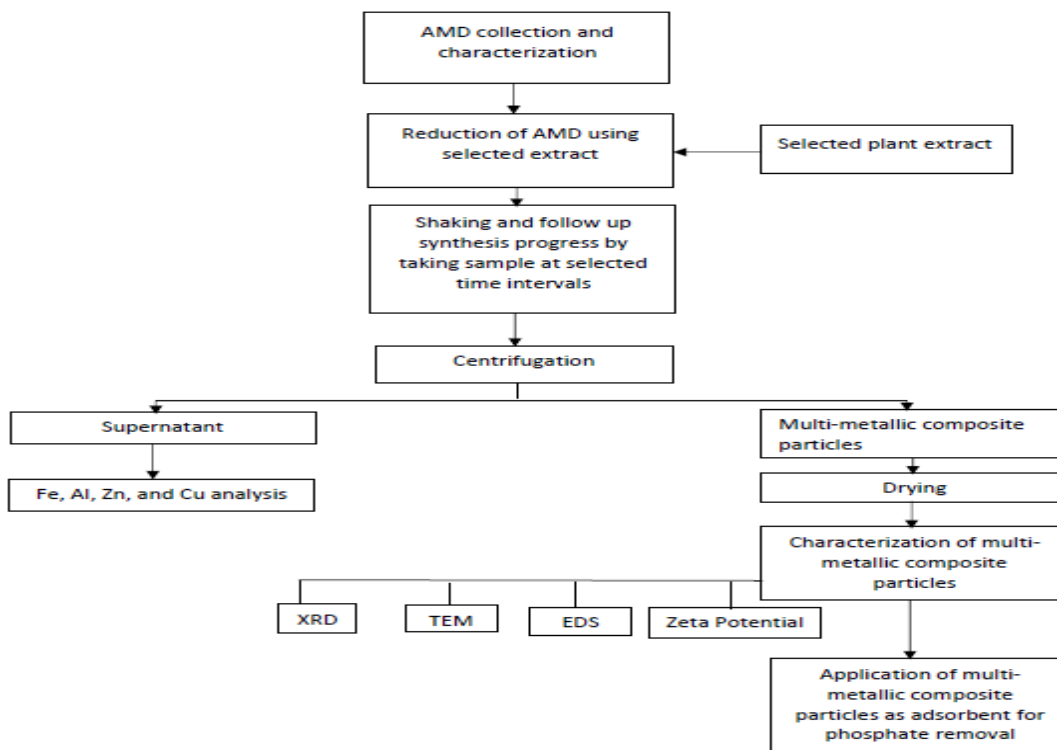 AMD collection and
characterization
Reduction of AMD using
selected extract
Selected plant extract
Shaking and follow up
synthesis progress by
taking sample at selected
time intervals
Centrifugation
Supernatant
Multi-metallic composite
particles
Fe, Al, Zn, and Cu analysis
Drying
Characterization of multi-
metallic composite
particles
XRD
TEM
EDS
Zeta Potential
Application of multi-
metallic composite
particles as adsorbent for
phosphate removal